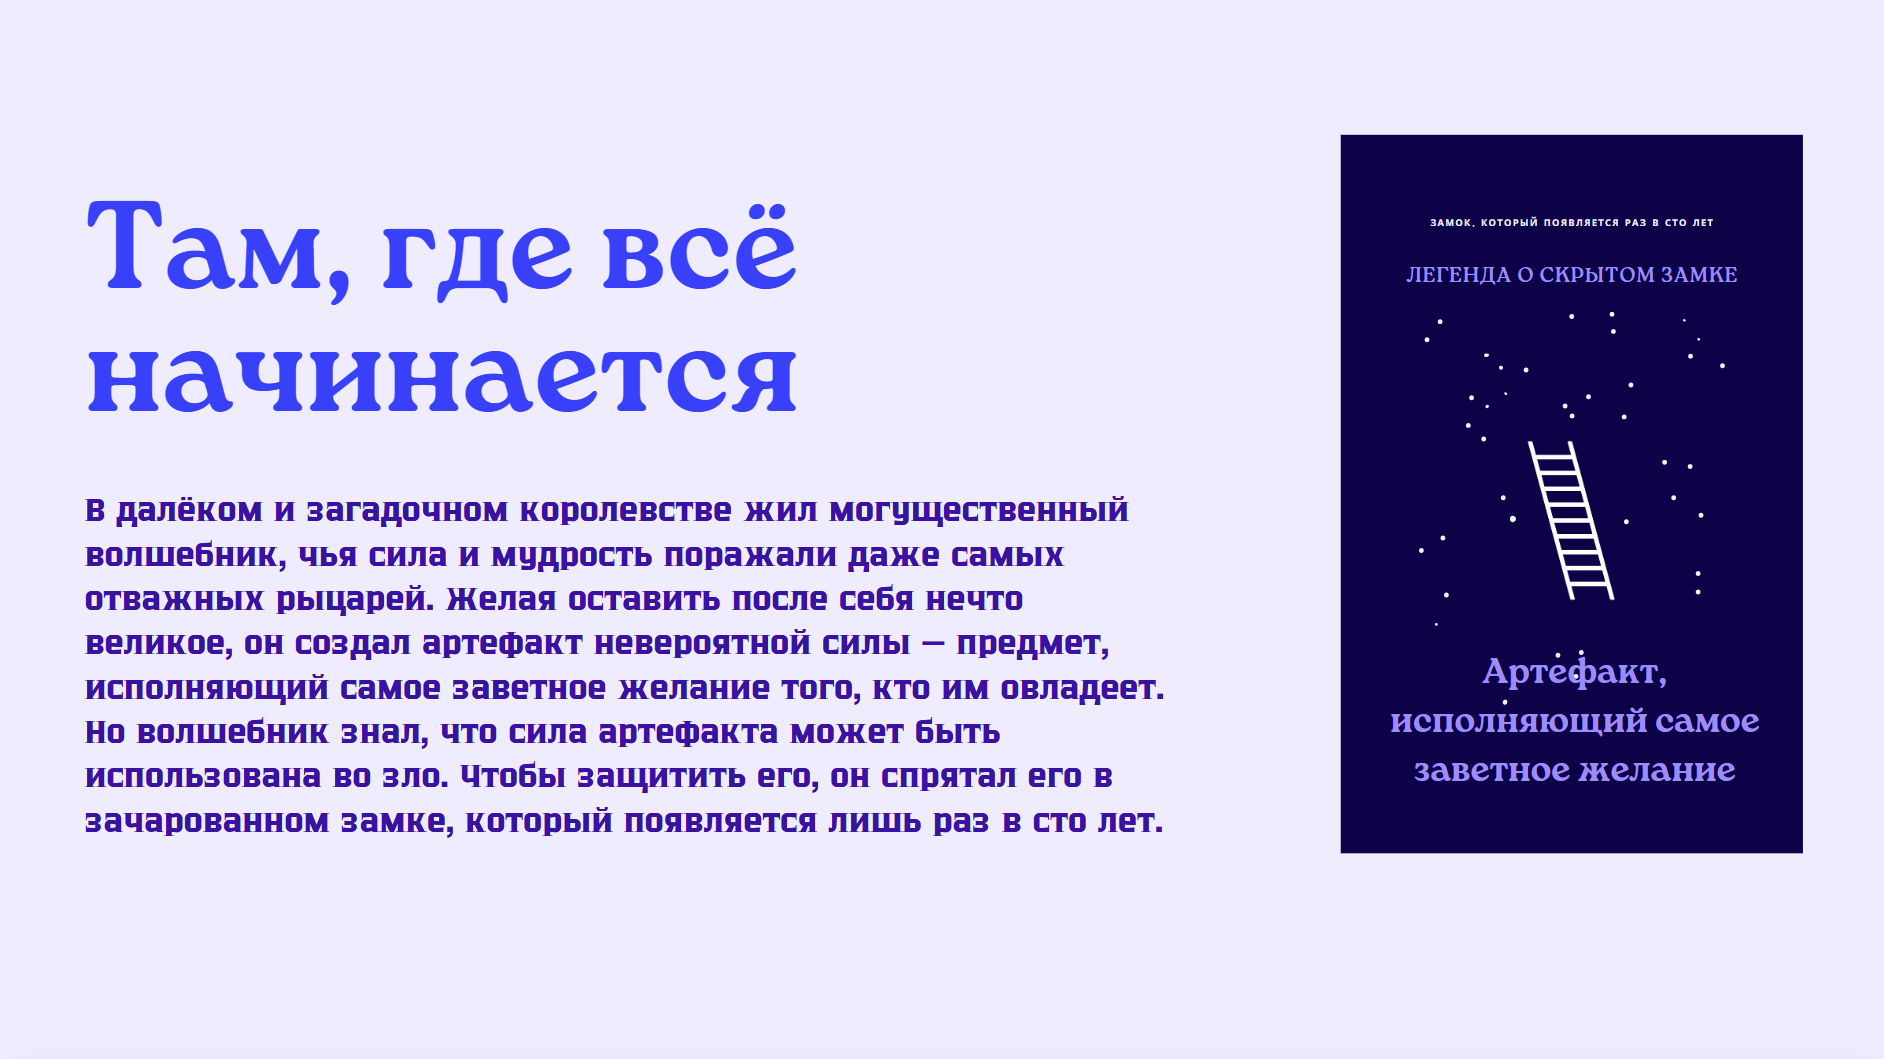 Там, где всё
начинается
В далёком и загадочном королевстве жил могущественный
волшебник, чья сила и мудрость поражали даже самых
отважных рыцарей. Желая оставить после себя нечто
великое, он создал артефакт невероятной силы — предмет,
исполняющий самое заветное желание того, кто им овладеет.
Но волшебник знал, что сила артефакта может быть
использована во зло. Чтобы защитить его, он спрятал его в
зачарованном замке, который появляется лишь раз в сто лет.
ЗАМОК, КОТОРЫЙ ПОЯВЛЯЕТСЯ РАЗ В СТО ЛЕТ
ЛЕГЕНДА О СКРЫТОМ ЗАМКЕ
Артефакт,
исполняющий самое
заветное желание